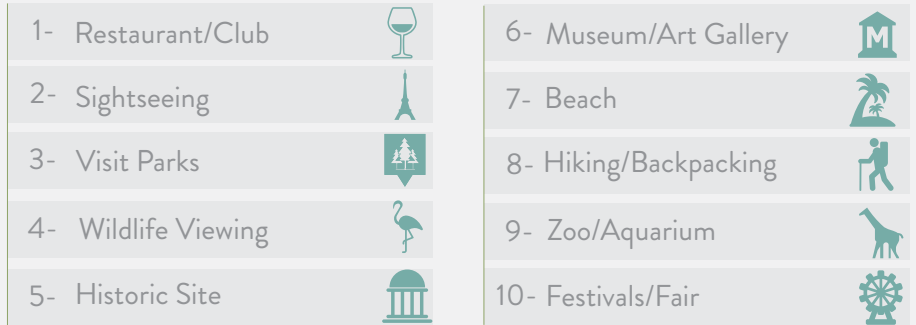 1- Restaurant/Club
2- Sightseeing
3- Visit Parks
4- Wildlife Viewing
5- Historic Site
6- Museum/Art Gallery
M
7- Beach
8- Hiking/Backpacking
9- Zoo/Aquarium
10- Festivals/Fair